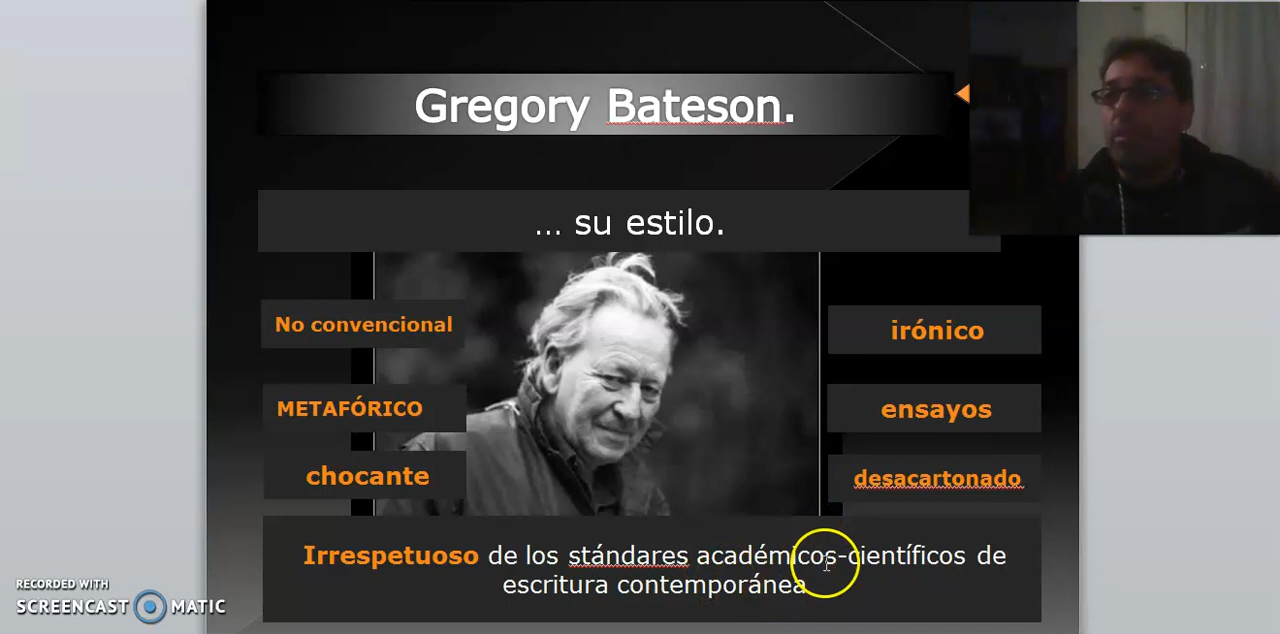 Gregory Bateson.
... su estilo.
No convencional
irónico
METAFÓRICO
ensayos
chocante
desacartonado
Irrespetuoso de los stándares académicos-científicos de
escritura contemporánea
RECORDED WITH
SCREENCAST MATIC